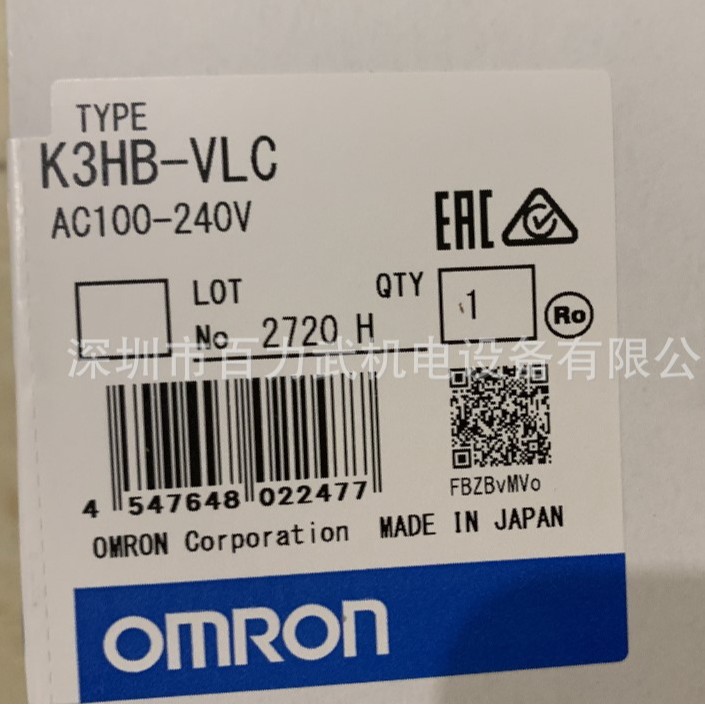 TYPE
K3HB-VLC
AC100-240V
EAC
LOT
No 2720 H
QTY
1
Ro
深圳市百力武机电设备有限公
4 547648 022477
FBZBvMVo
OMRON Corporation MADE IN JAPAN
OMRON